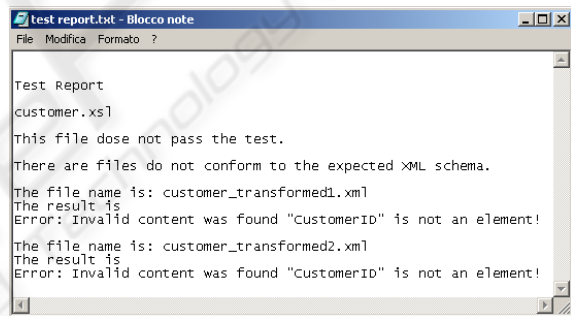 test report.txt - Blocco note
File Modifica Formato ?
Test Report
customer.xsl
This file dose not pass the test.
There are files do not conform to the expected XML schema.
The file name is: customer_transformed1.xml
The result is
Error: Invalid content was found "CustomerID" is not an element!
The file name is: customer_transformed2.xml
The result is
Error: Invalid content was found "CustomerID" is not an element!